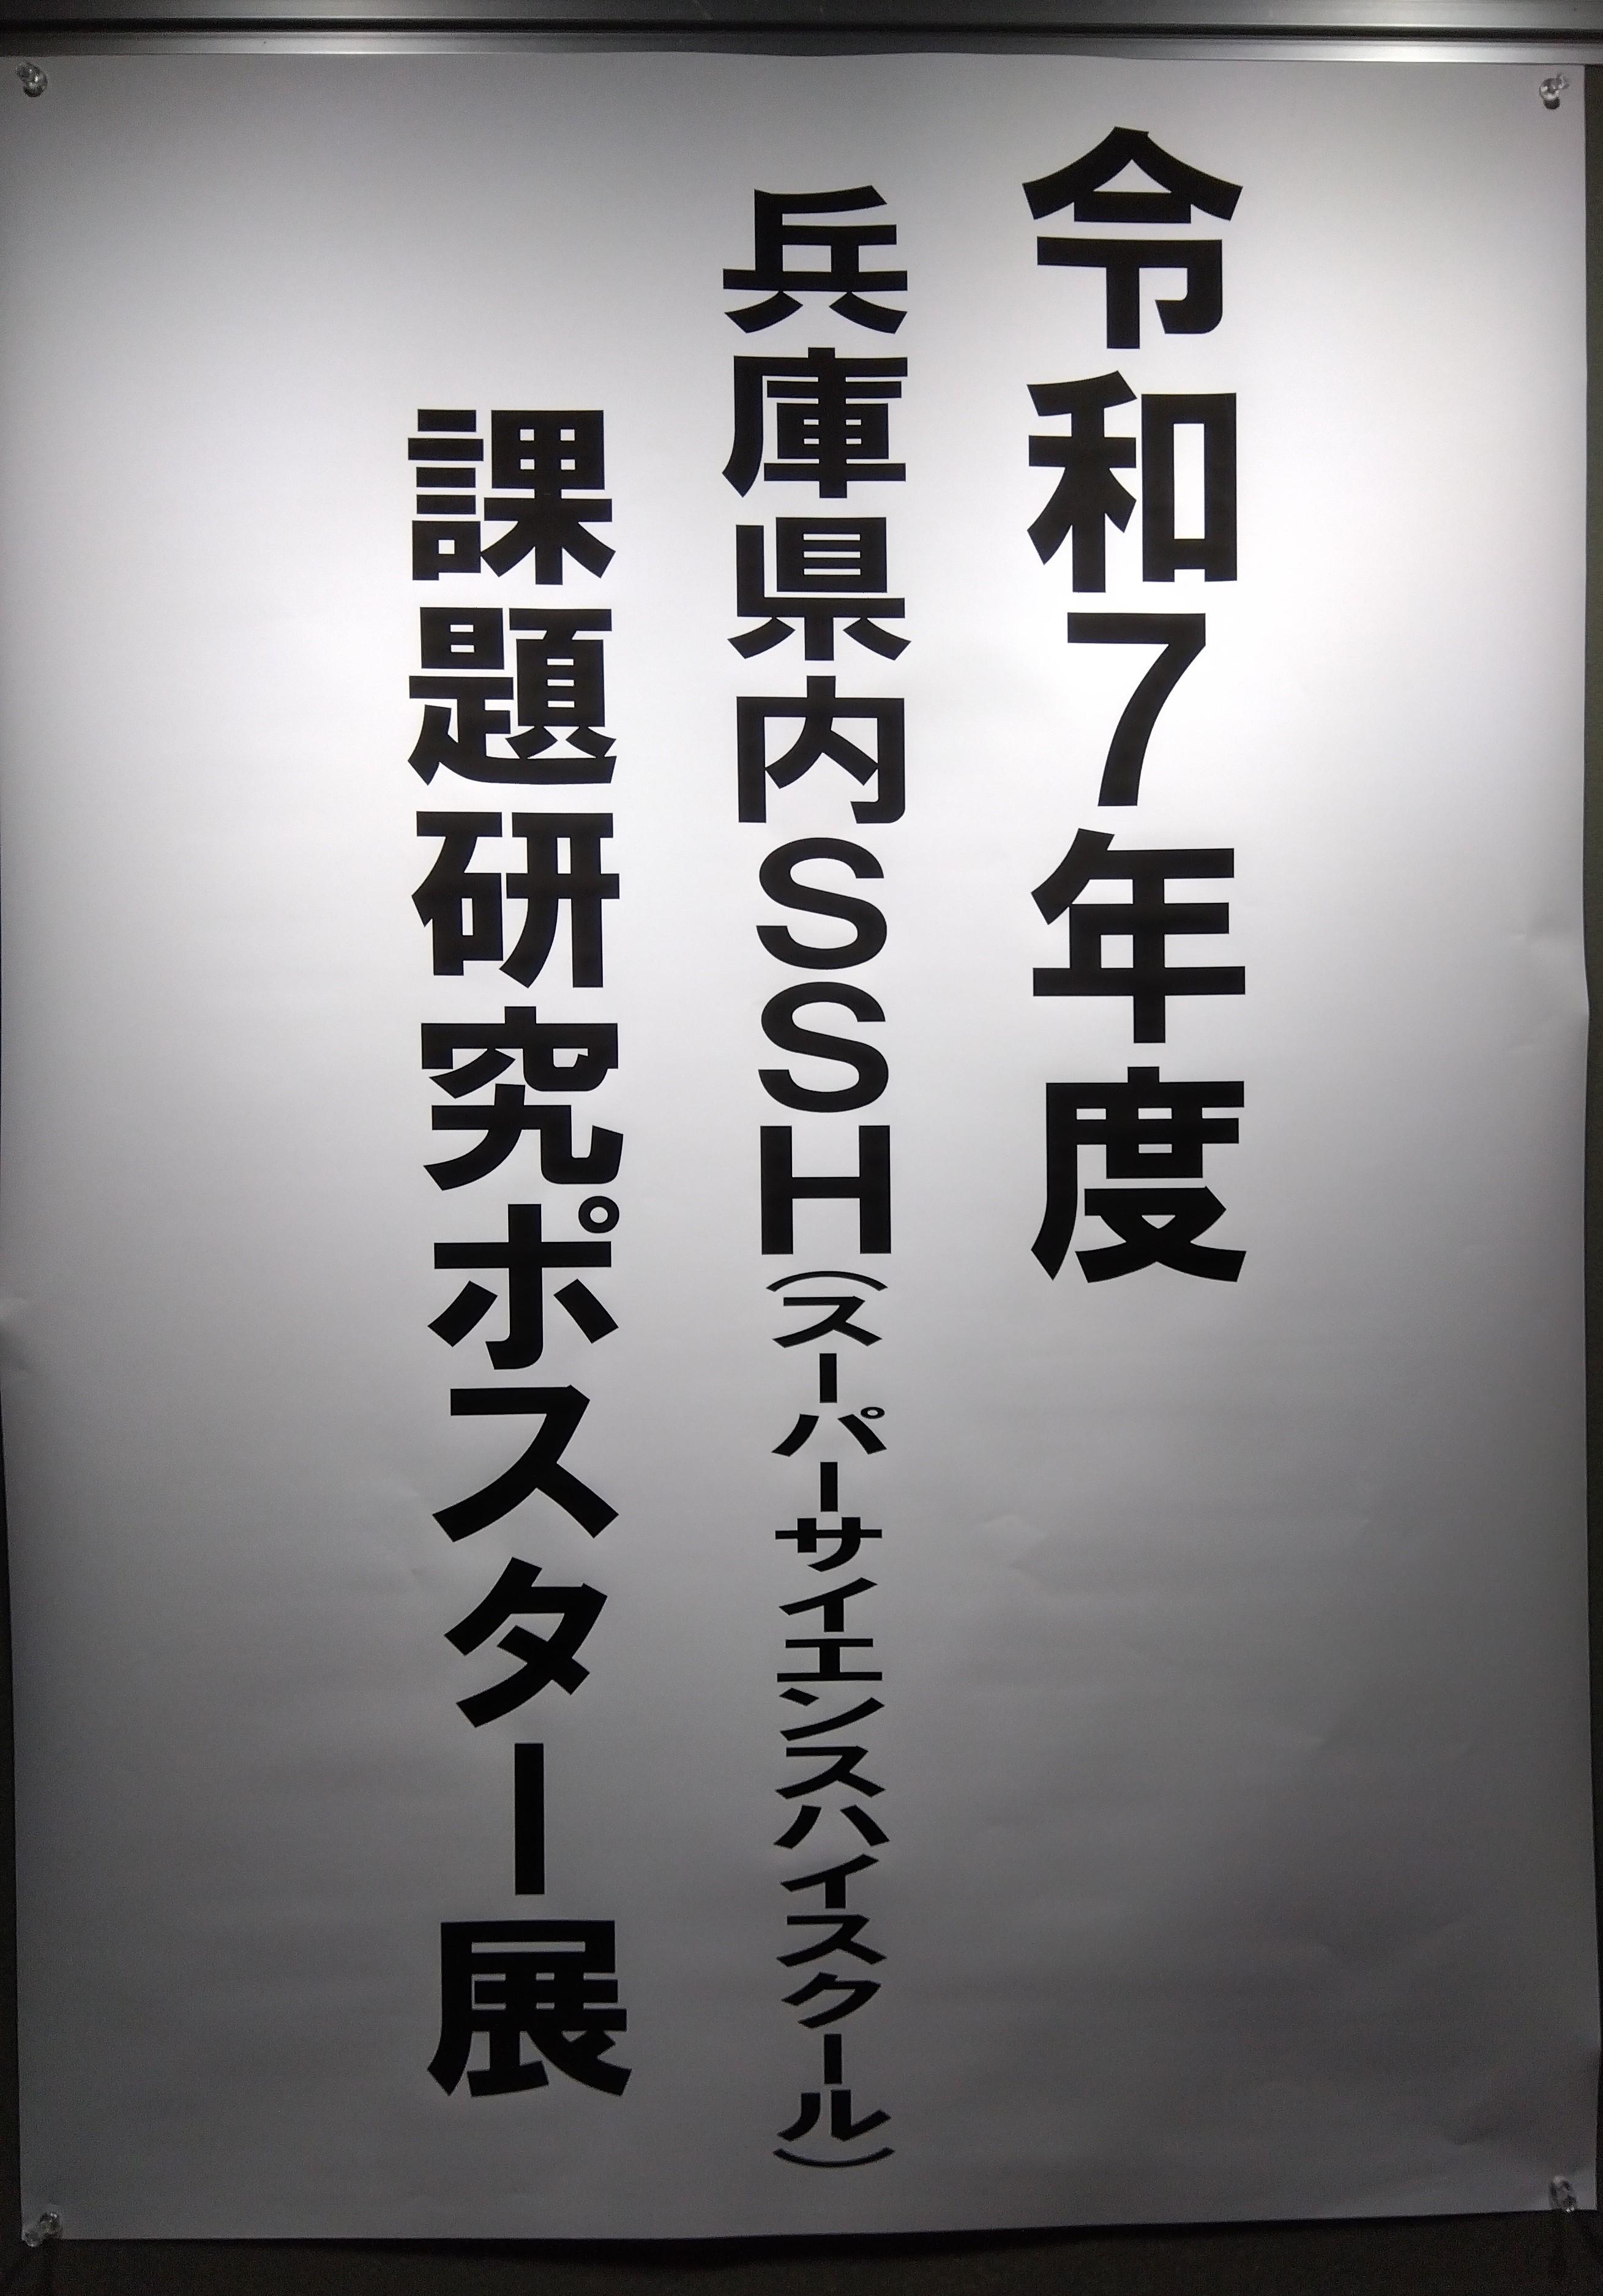 令和7年度
兵庫県内SSH(スーパーサイエンスハイスクール)
課題研究ポスター展